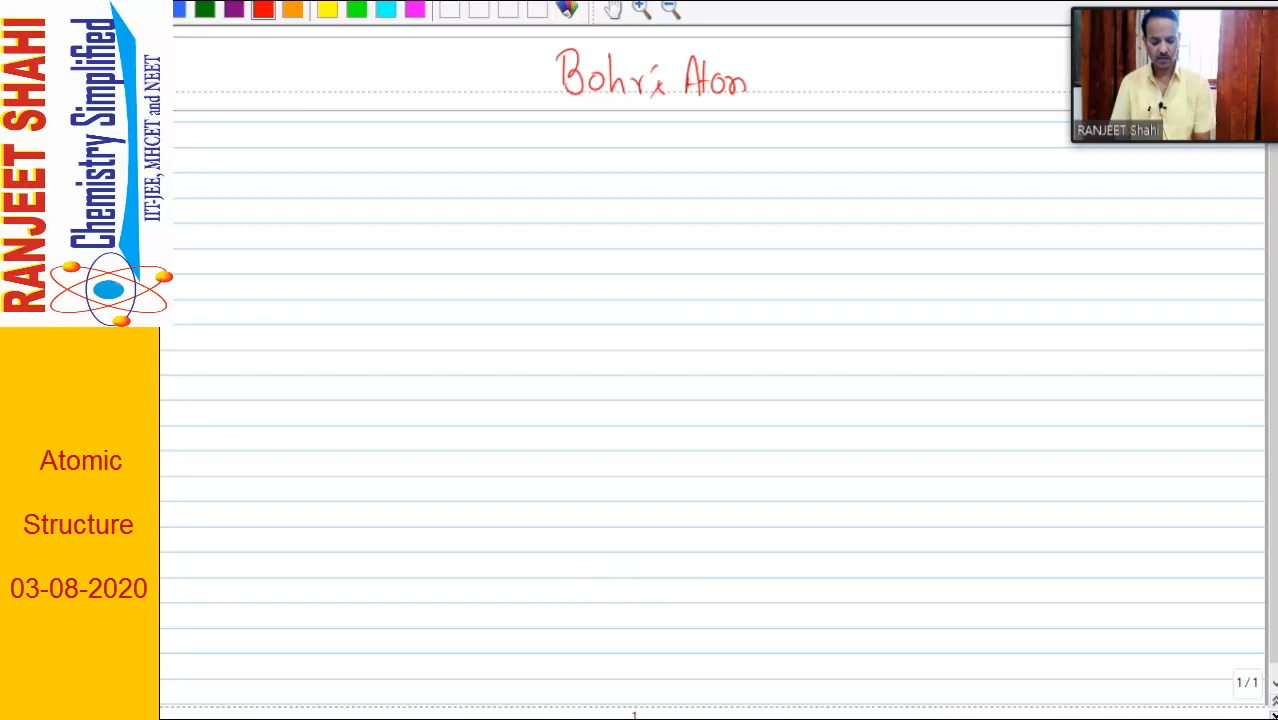 Bohr's Atom
RANJEET Shahi
RANJEET SHAHI
Chemistry Simplified
IIT-JEE, MHCET and NEET
Atomic
Structure
03-08-2020
1/1
1